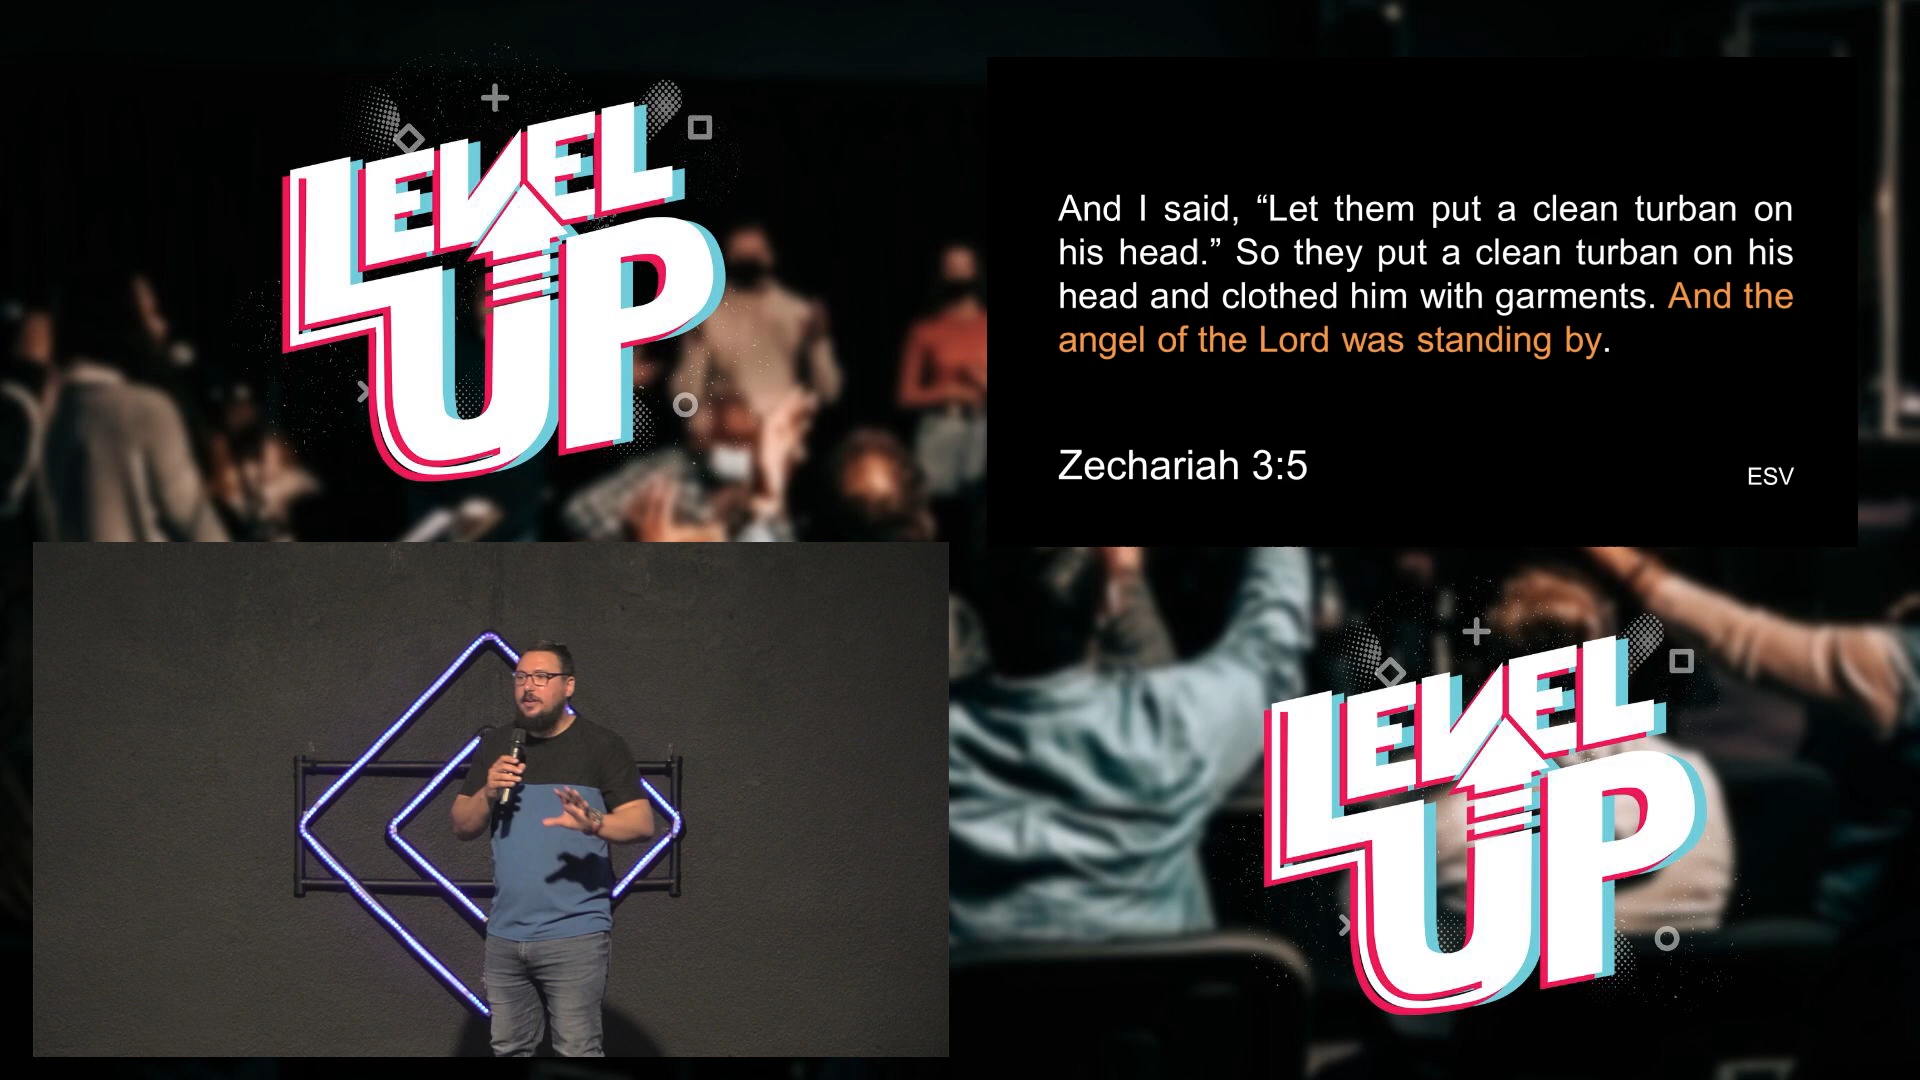 LEVEL
UP
And I said, “Let them put a clean turban on
his head.” So they put a clean turban on his
head and clothed him with garments. And the
angel of the Lord was standing by.
Zechariah 3:5
ESV
LEVEL
UP